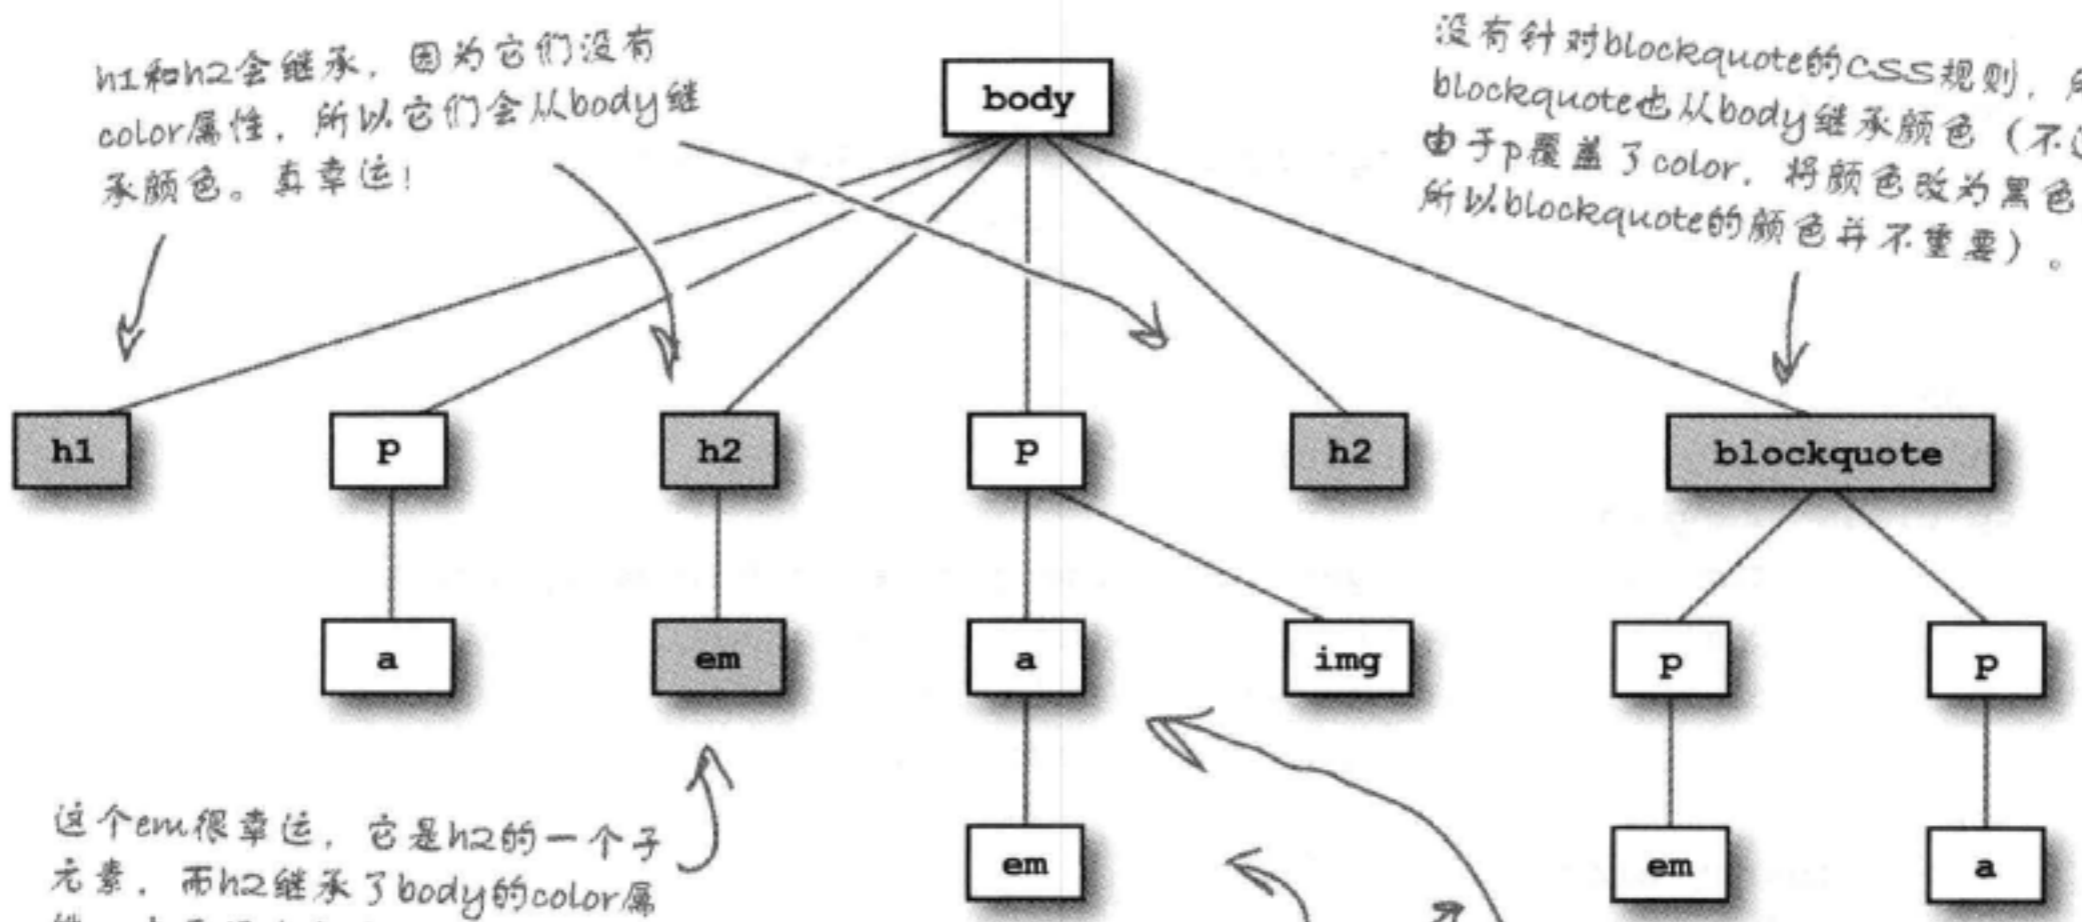 h1和h2会继承，因为它们没有
color属性，所以它们会从body继
承颜色。真幸运！
没有针对blockquote的CSS规则，所
blockquote也从body继承颜色（不过
由于p覆盖了color，将颜色改为黑色
所以blockquote的颜色并不重要）。
body
h1
p
h2
p
h2
blockquote
a
em
a
img
p
p
em
em
a
这个em很幸运，它是h2的一个子
元素，而h2继承了body的color属